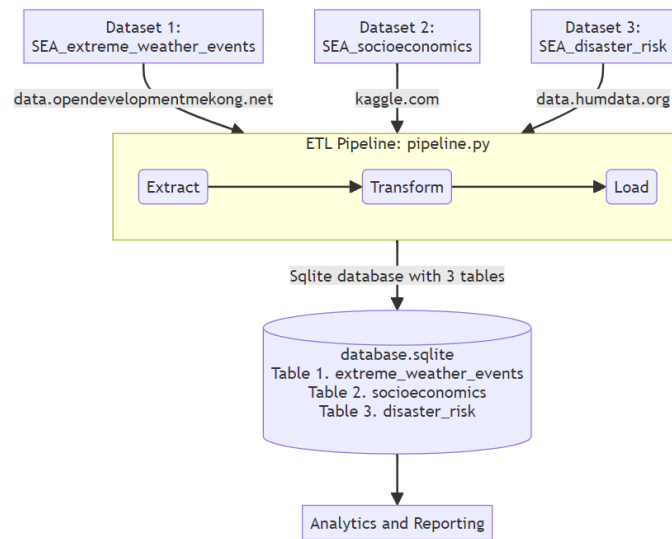 Dataset 1:
SEA_extreme_weather_events
Dataset 2:
SEA_socioeconomics
Dataset 3:
SEA_disaster_risk
data.opendevelopmentmekong.net
kaggle.com
data.humdata.org
ETL Pipeline: pipeline.py
Extract
Transform
Load
Sqlite database with 3 tables
database.sqlite
Table 1. extreme_weather_events
Table 2. socioeconomics
Table 3. disaster_risk
Analytics and Reporting